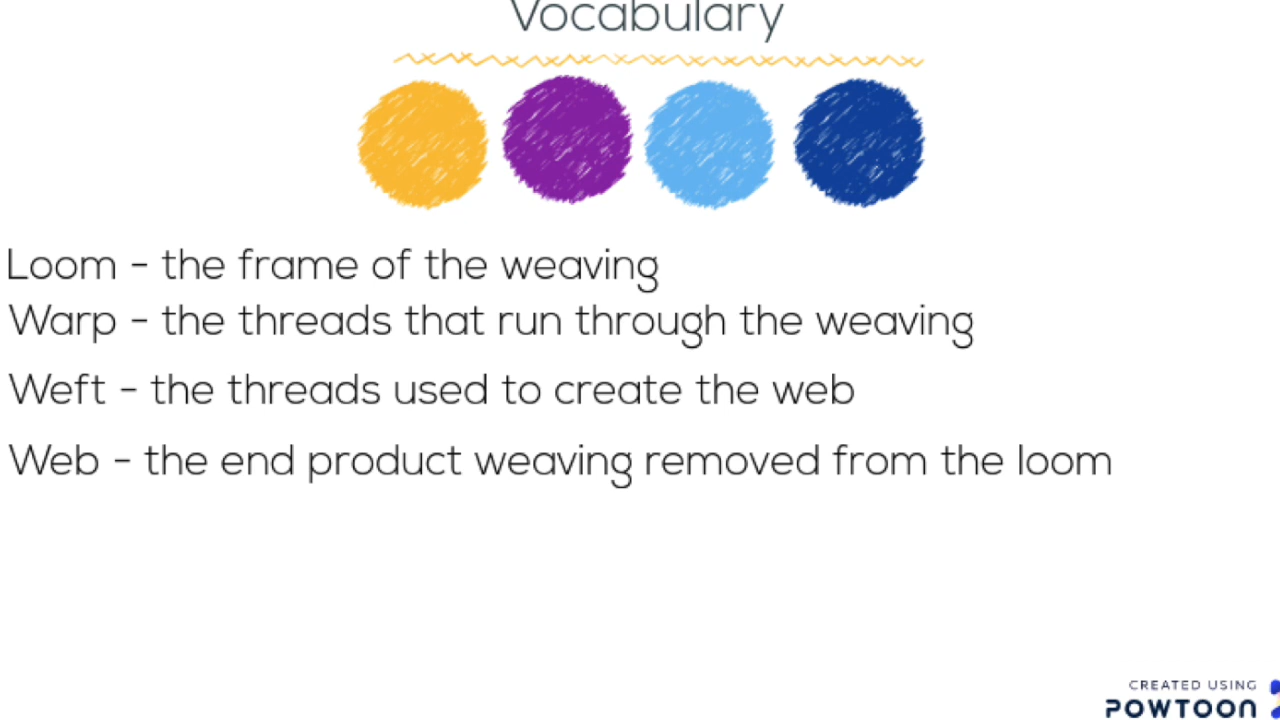 Vocabulary
Loom - the frame of the weaving
Warp - the threads that run through the weaving
Weft - the threads used to create the web
Web - the end product weaving removed from the loom
CREATED USING
POWTOON